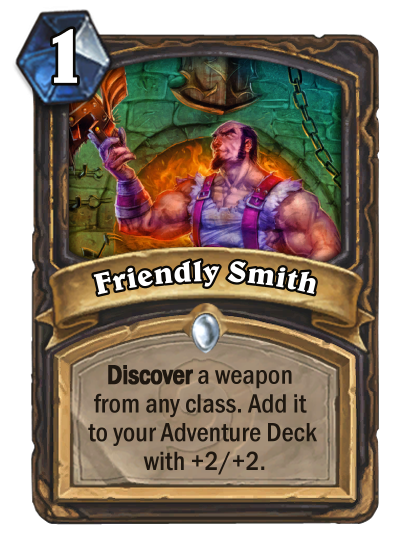 1
Friendly Smith
Discover a weapon
from any class. Add it
to your Adventure Deck
with +2/+2.